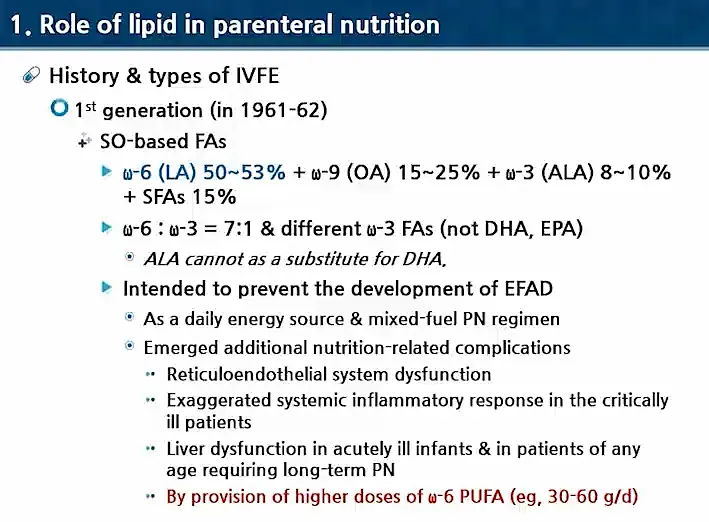 1. Role of lipid in parenteral nutrition
History & types of IVFE
1st generation (in 1961-62)
SO-based FAs
ω-6 (LA) 50~53% + ω-9 (OA) 15~25% + ω-3 (ALA) 8~10%
+ SFAs 15%
ω-6 : ω-3 = 7:1 & different ω-3 FAs (not DHA, EPA)
ALA cannot as a substitute for DHA.
Intended to prevent the development of EFAD
As a daily energy source & mixed-fuel PN regimen
Emerged additional nutrition-related complications
Reticuloendothelial system dysfunction
Exaggerated systemic inflammatory response in the critically
ill patients
Liver dysfunction in acutely ill infants & in patients of any
age requiring long-term PN
By provision of higher doses of ω-6 PUFA (eg, 30-60 g/d)